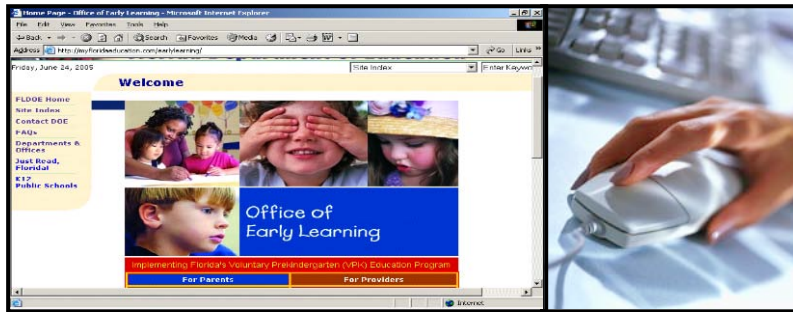 Home Page - Office of Early Learning - Microsoft Internet Explorer
File Edit View Favorites Tools Help
Back Search Favorites Media
Address http://myfloridaeducation.com/earlylearning/ Go Links
Friday, June 24, 2005 Site Index Enter Keywo
Welcome
FLDOE Home
Site Index
Contact DOE
FAQs
Departments &
Offices
Just Read,
Florida!
K12
Public Schools
Office of
Early Learning
Implementing Florida's Voluntary Prekindergarten (VPK) Education Program
For Parents For Providers
Internet